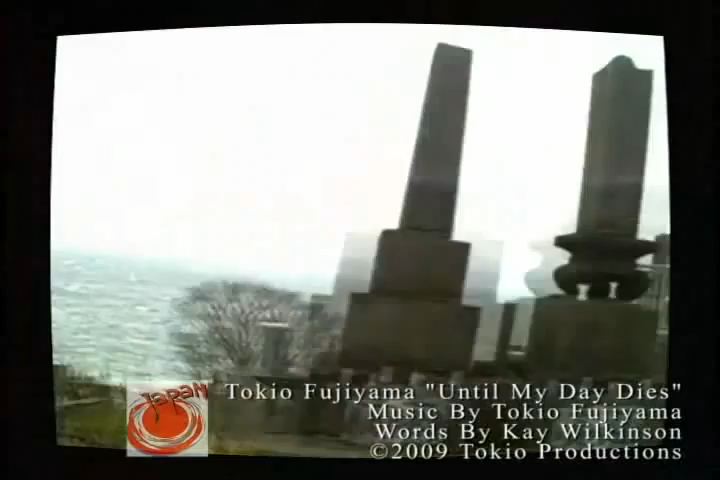 Japan
Tokio Fujiyama "Until My Day Dies"
Music By Tokio Fujiyama
Words By Kay Wilkinson
©2009 Tokio Productions